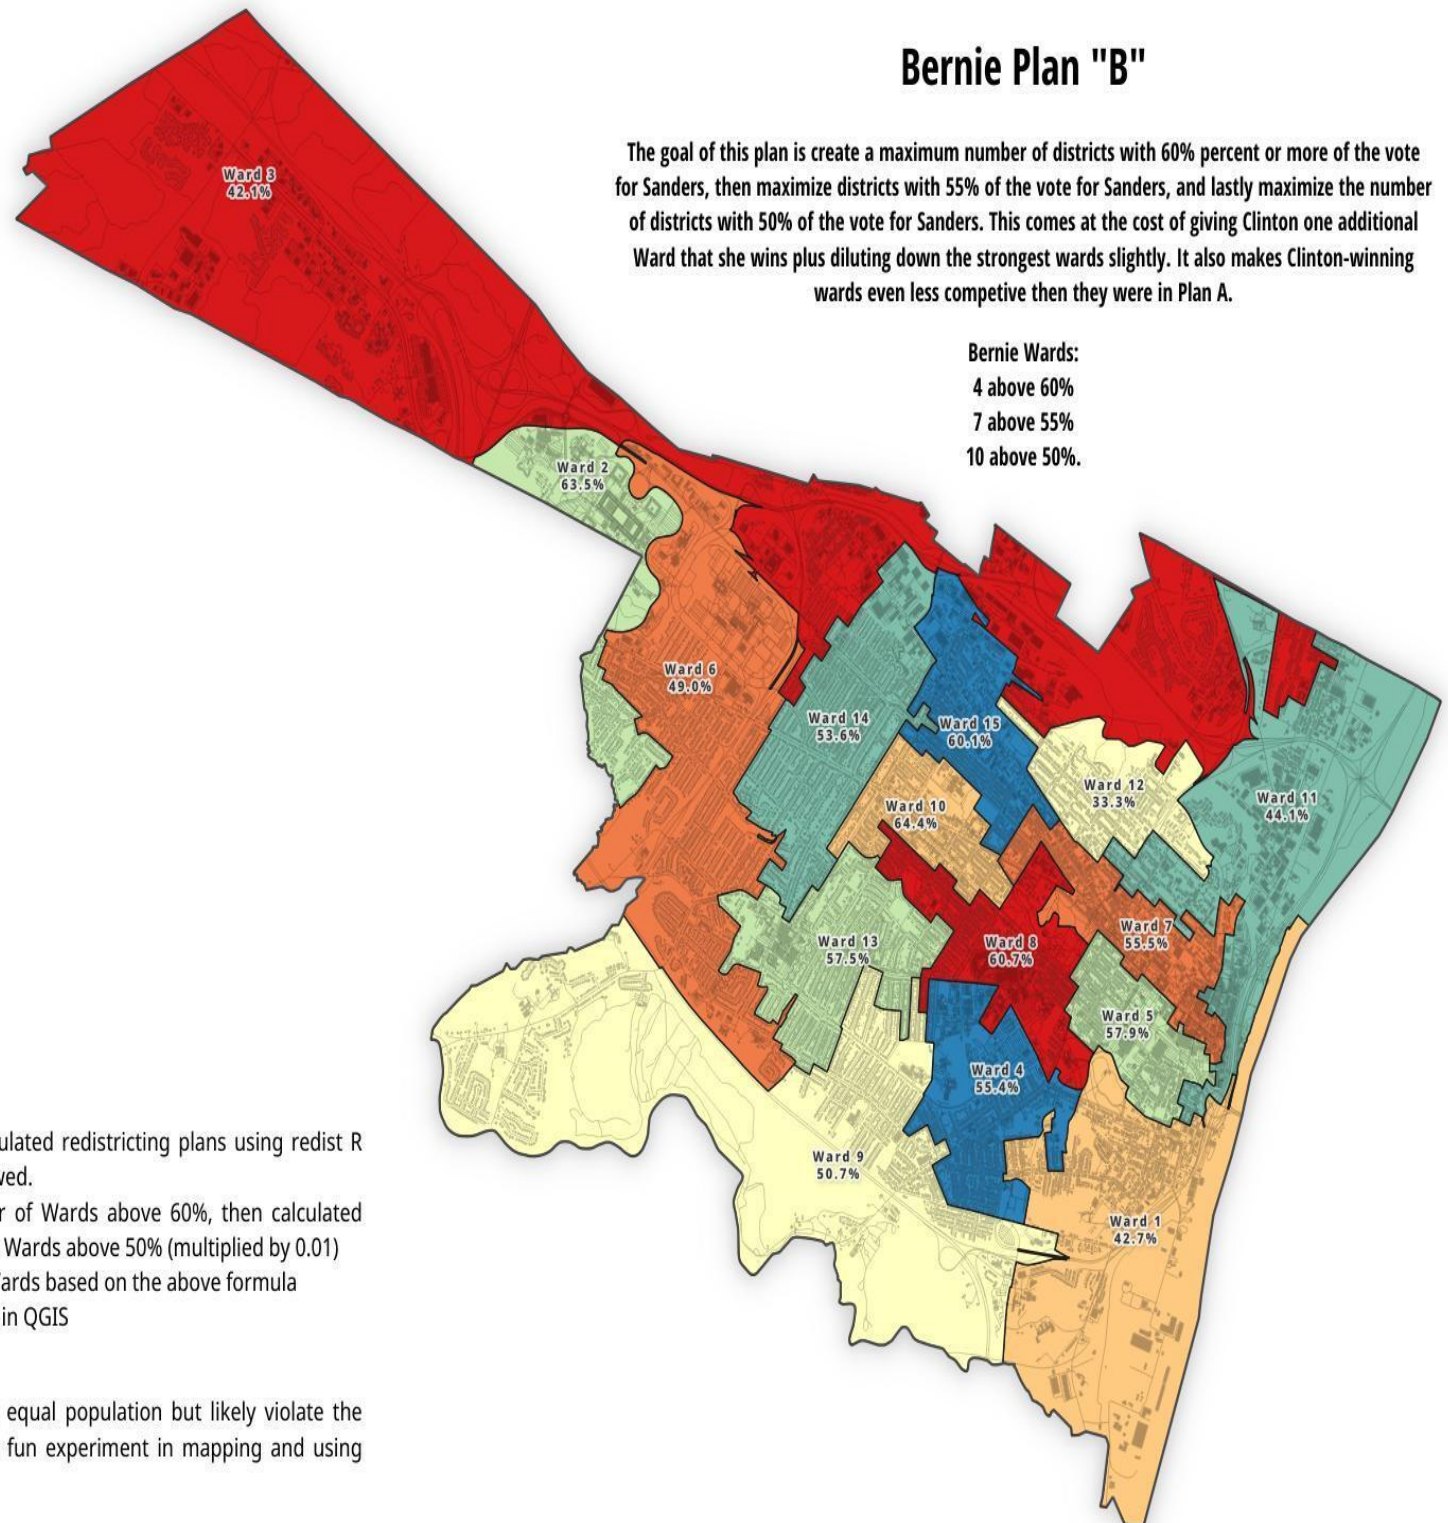 Bernie Plan "B"
The goal of this plan is create a maximum number of districts with 60% percent or more of the vote
for Sanders, then maximize districts with 55% of the vote for Sanders, and lastly maximize the number
of districts with 50% of the vote for Sanders. This comes at the cost of giving Clinton one additional
Ward that she wins plus diluting down the strongest wards slightly. It also makes Clinton-winning
wards even less competive then they were in Plan A.
Bernie Wards:
4 above 60%
7 above 55%
10 above 50%.
Ward 3
42.1%
Ward 2
63.5%
Ward 6
49.0%
Ward 14
53.6%
Ward 15
60.1%
Ward 12
33.3%
Ward 11
44.1%
Ward 10
64.4%
Ward 7
55.5%
Ward 13
57.5%
Ward 8
60.7%
Ward 5
57.9%
Ward 4
55.4%
Ward 9
50.7%
Ward 1
42.7%
ulated redistricting plans using redist R
ved.
r of Wards above 60%, then calculated
Wards above 50% (multiplied by 0.01)
ards based on the above formula
in QGIS
equal population but likely violate the
fun experiment in mapping and using